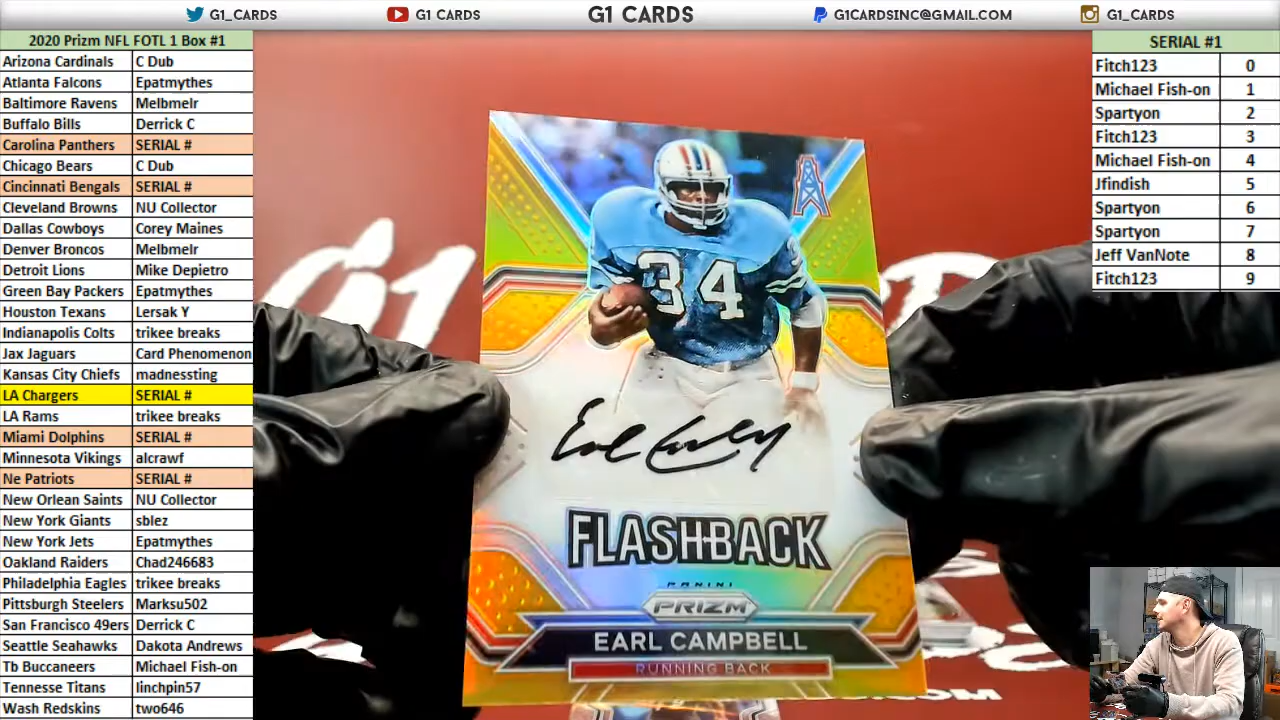 G1_CARDS
G1 CARDS
G1 CARDS
G1CARDSINC@GMAIL.COM
G1_CARDS
2020 Prizm NFL FOTL 1 Box #1
Arizona Cardinals C Dub
Atlanta Falcons Epatmythes
Baltimore Ravens Melbmelr
Buffalo Bills Derrick C
Carolina Panthers SERIAL #
Chicago Bears C Dub
Cincinnati Bengals SERIAL #
Cleveland Browns NU Collector
Dallas Cowboys Corey Maines
Denver Broncos Melbmelr
Detroit Lions Mike Depietro
Green Bay Packers Epatmythes
Houston Texans Lersak Y
Indianapolis Colts trikee breaks
Jax Jaguars Card Phenomenon
Kansas City Chiefs madnessting
LA Chargers SERIAL #
LA Rams trikee breaks
Miami Dolphins SERIAL #
Minnesota Vikings alcrawf
Ne Patriots SERIAL #
New Orlean Saints NU Collector
New York Giants sblez
New York Jets Epatmythes
Oakland Raiders Chad246683
Philadelphia Eagles trikee breaks
Pittsburgh Steelers Marksu502
San Francisco 49ers Derrick C
Seattle Seahawks Dakota Andrews
Tb Buccaneers Michael Fish-on
Tennesse Titans linchpin57
Wash Redskins two646
SERIAL #1
Fitch123 0
Michael Fish-on 1
Spartyon 2
Fitch123 3
Michael Fish-on 4
Jfindish 5
Spartyon 6
Spartyon 7
Jeff VanNote 8
Fitch123 9
G1
34
34
FLASHBACK
PANINI
PRIZM
EARL CAMPBELL
RUNNING BACK
.COM